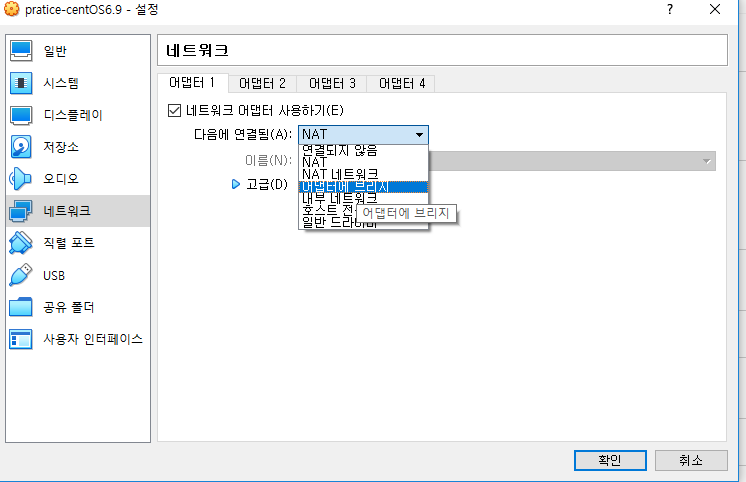 pratice-centOS6.9 - 설정
?
일반
시스템
디스플레이
저장소
오디오
네트워크
직렬 포트
USB
공유 폴더
사용자 인터페이스
네트워크
어댑터 1 어댑터 2 어댑터 3 어댑터 4
네트워크 어댑터 사용하기(E)
다음에 연결됨(A): NAT
이름(N):
고급(D)
연결되지 않음
NAT
NAT 네트워크
어댑터에 브리지
내부 네트워크
호스트
일반 드라이버
어댑터에 브리지
확인 취소